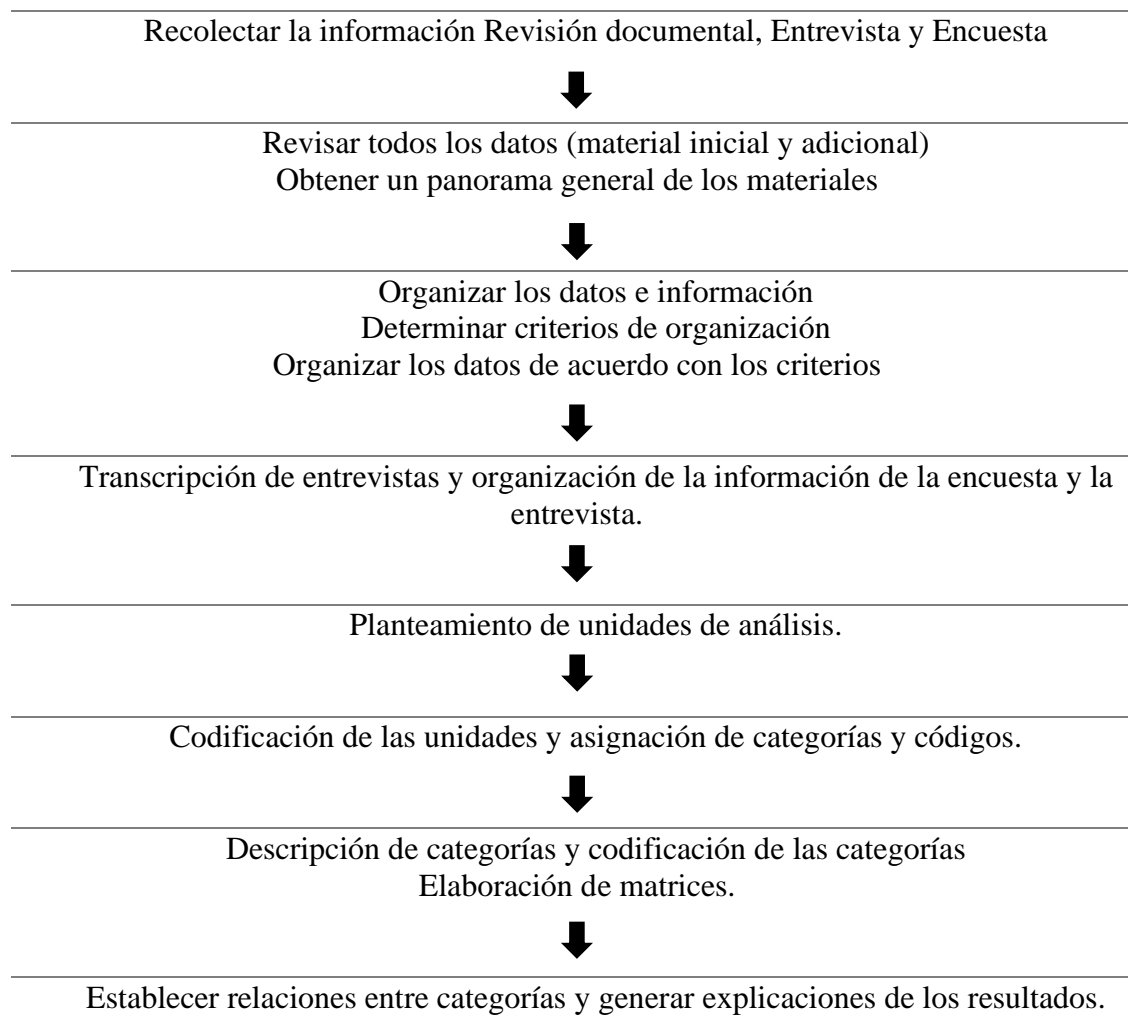 Recolectar la información Revisión documental, Entrevista y Encuesta
Revisar todos los datos (material inicial y adicional)
Obtener un panorama general de los materiales
Organizar los datos e información
Determinar criterios de organización
Organizar los datos de acuerdo con los criterios
Transcripción de entrevistas y organización de la información de la encuesta y la
entrevista.
Planteamiento de unidades de análisis.
Codificación de las unidades y asignación de categorías y códigos.
Descripción de categorías y codificación de las categorías
Elaboración de matrices.
Establecer relaciones entre categorías y generar explicaciones de los resultados.